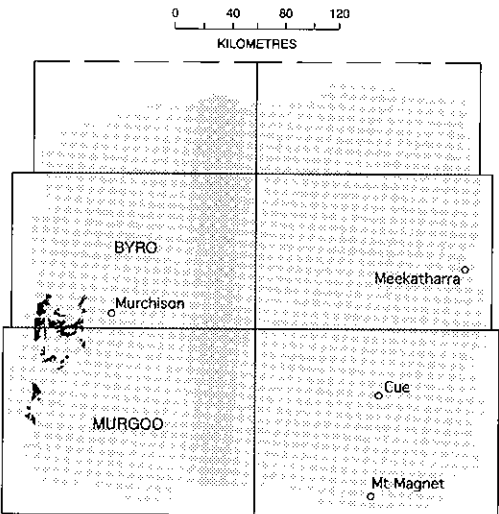 0 40 80 120
KILOMETRES
BYRO
Meekatharra
Murchison
Cue
MURGOO
Mt Magnet